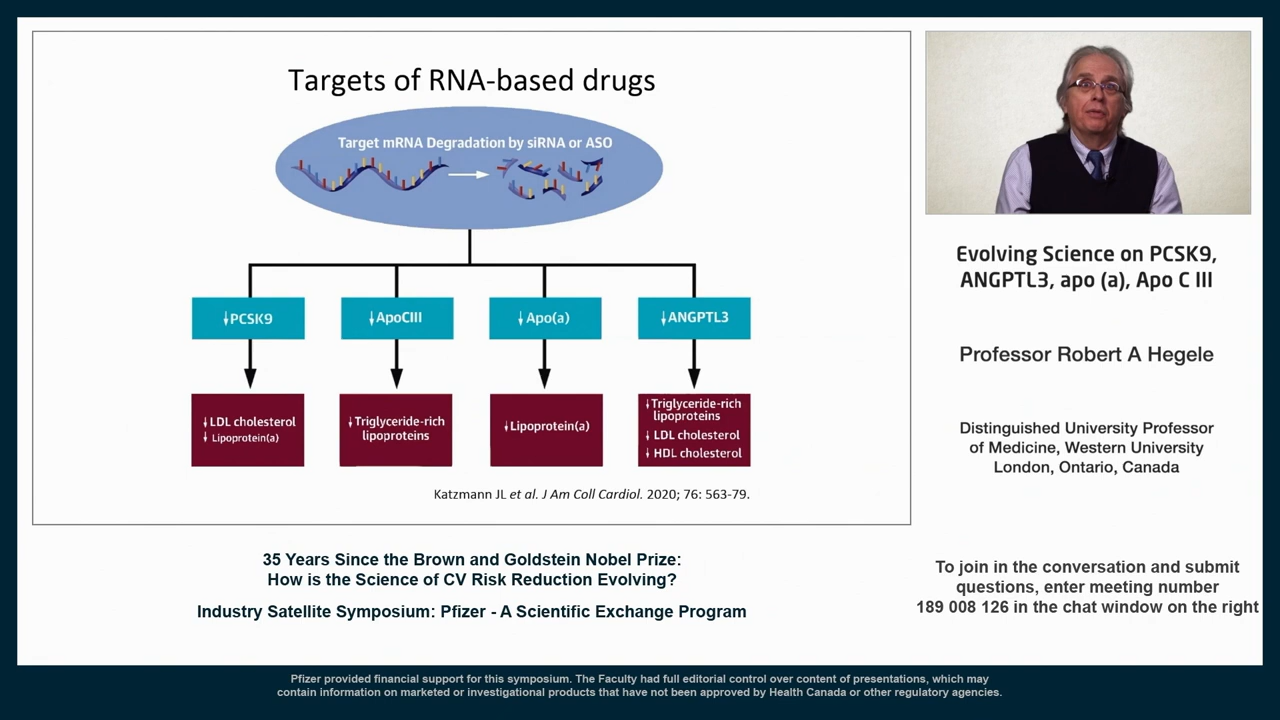 Targets of RNA-based drugs
Target mRNA Degradation by siRNA or ASO
↓PCSK9
↓ApoCIII
↓Apo(a)
↓ANGPTL3
↓LDL cholesterol
↓ Lipoprotein(a)
↓Triglyceride-rich
lipoproteins
↓Lipoprotein(a)
↓Triglyceride-rich
lipoproteins
↓ LDL cholesterol
↓ HDL cholesterol
Katzmann JL et al. J Am Coll Cardiol. 2020; 76: 563-79.
Evolving Science on PCSK9,
ANGPTL3, apo (a), Apo C III
Professor Robert A Hegele
Distinguished University Professor
of Medicine, Western University
London, Ontario, Canada
35 Years Since the Brown and Goldstein Nobel Prize:
How is the Science of CV Risk Reduction Evolving?
Industry Satellite Symposium: Pfizer - A Scientific Exchange Program
To join in the conversation and submit
questions, enter meeting number
189 008 126 in the chat window on the right
Pfizer provided financial support for this symposium. The Faculty had full editorial control over content of presentations, which may
contain information on marketed or investigational products that have not been approved by Health Canada or other regulatory agencies.